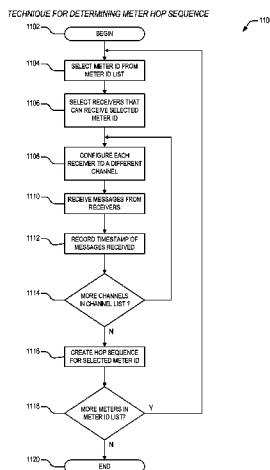 TECHNIQUE FOR DETERMINING METER HOP SEQUENCE
110
1102
BEGIN
1104
SELECT METER ID FROM
METER ID LIST
1106
SELECT RECEIVERS THAT
CAN RECEIVE SELECTED
METER ID
1108
CONFIGURE EACH
RECEIVER TO A DIFFERENT
CHANNEL
1110
RECEIVE MESSAGES FROM
RECEIVERS
1112
RECORD TIMESTAMP OF
MESSAGES RECEIVED
1114
MORE CHANNELS
IN CHANNEL LIST ?
N
1116
CREATE HOP SEQUENCE
FOR SELECTED METER ID
1118
MORE METERS IN
METER ID LIST?
Y
N
1120
END